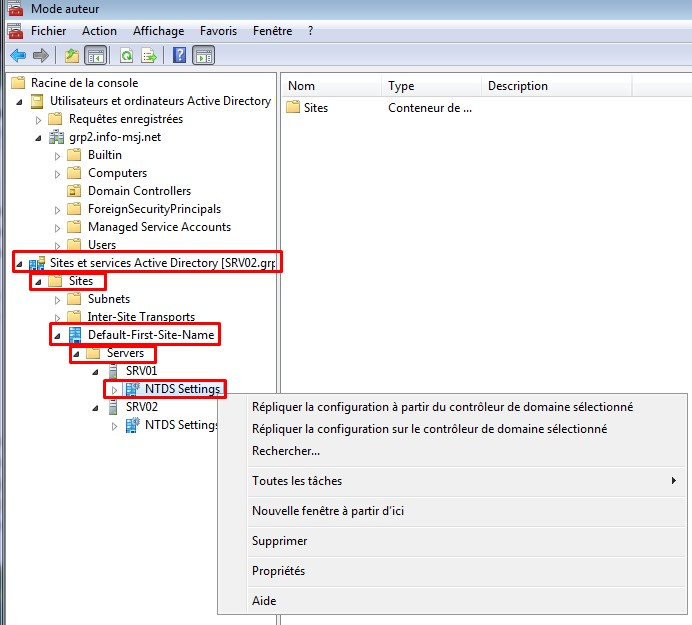 Mode auteur
Fichier Action Affichage Favoris Fenêtre ?
Racine de la console
Utilisateurs et ordinateurs Active Directory
Requêtes enregistrées
grp2.info-msj.net
Builtin
Computers
Domain Controllers
ForeignSecurityPrincipals
Managed Service Accounts
Users
Sites et services Active Directory [SRV02.grp
Sites
Subnets
Inter-Site Transports
Default-First-Site-Name
Servers
SRV01
NTDS Settings
SRV02
NTDS Settings
Nom Type Description
Sites Conteneur de ...
Répliquer la configuration à partir du contrôleur de domaine sélectionné
Répliquer la configuration sur le contrôleur de domaine sélectionné
Rechercher...
Toutes les tâches
Nouvelle fenêtre à partir d'ici
Supprimer
Propriétés
Aide